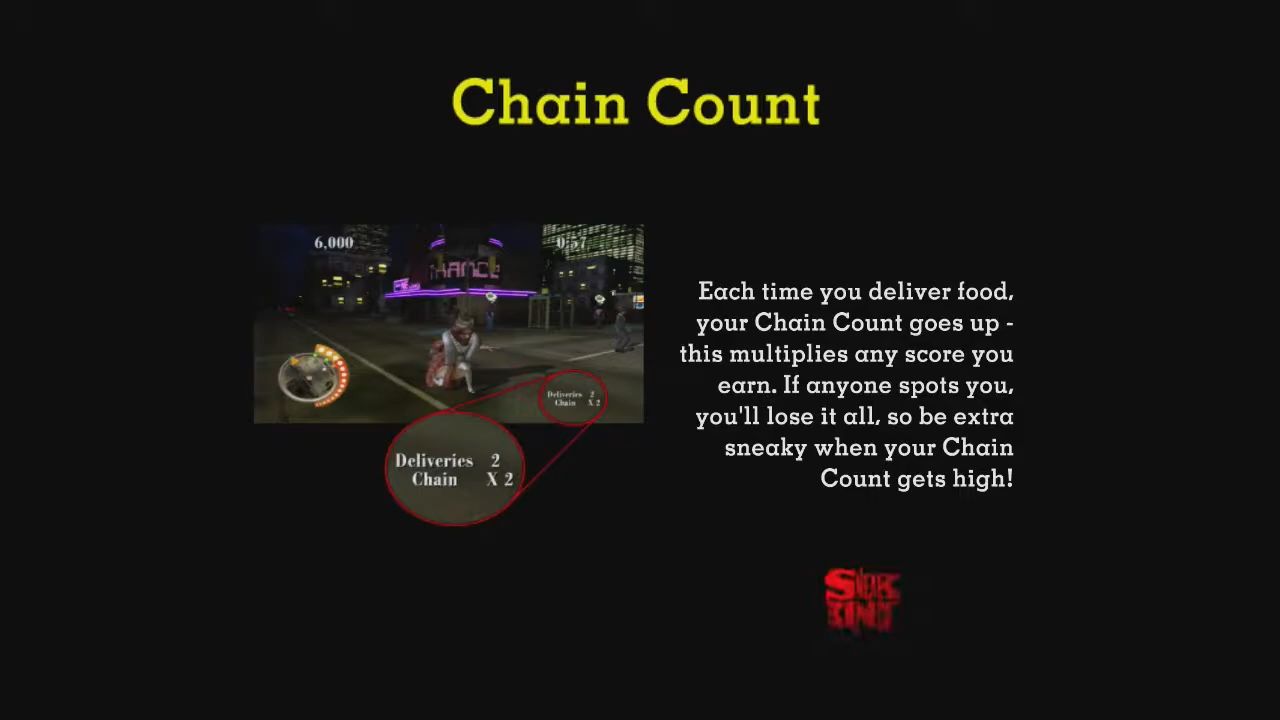 Chain Count
6,000
0:57
Deliveries 2
Chain X 2
Deliveries 2
Chain X 2
Each time you deliver food,
your Chain Count goes up -
this multiplies any score you
earn. If anyone spots you,
you'll lose it all, so be extra
sneaky when your Chain
Count gets high!